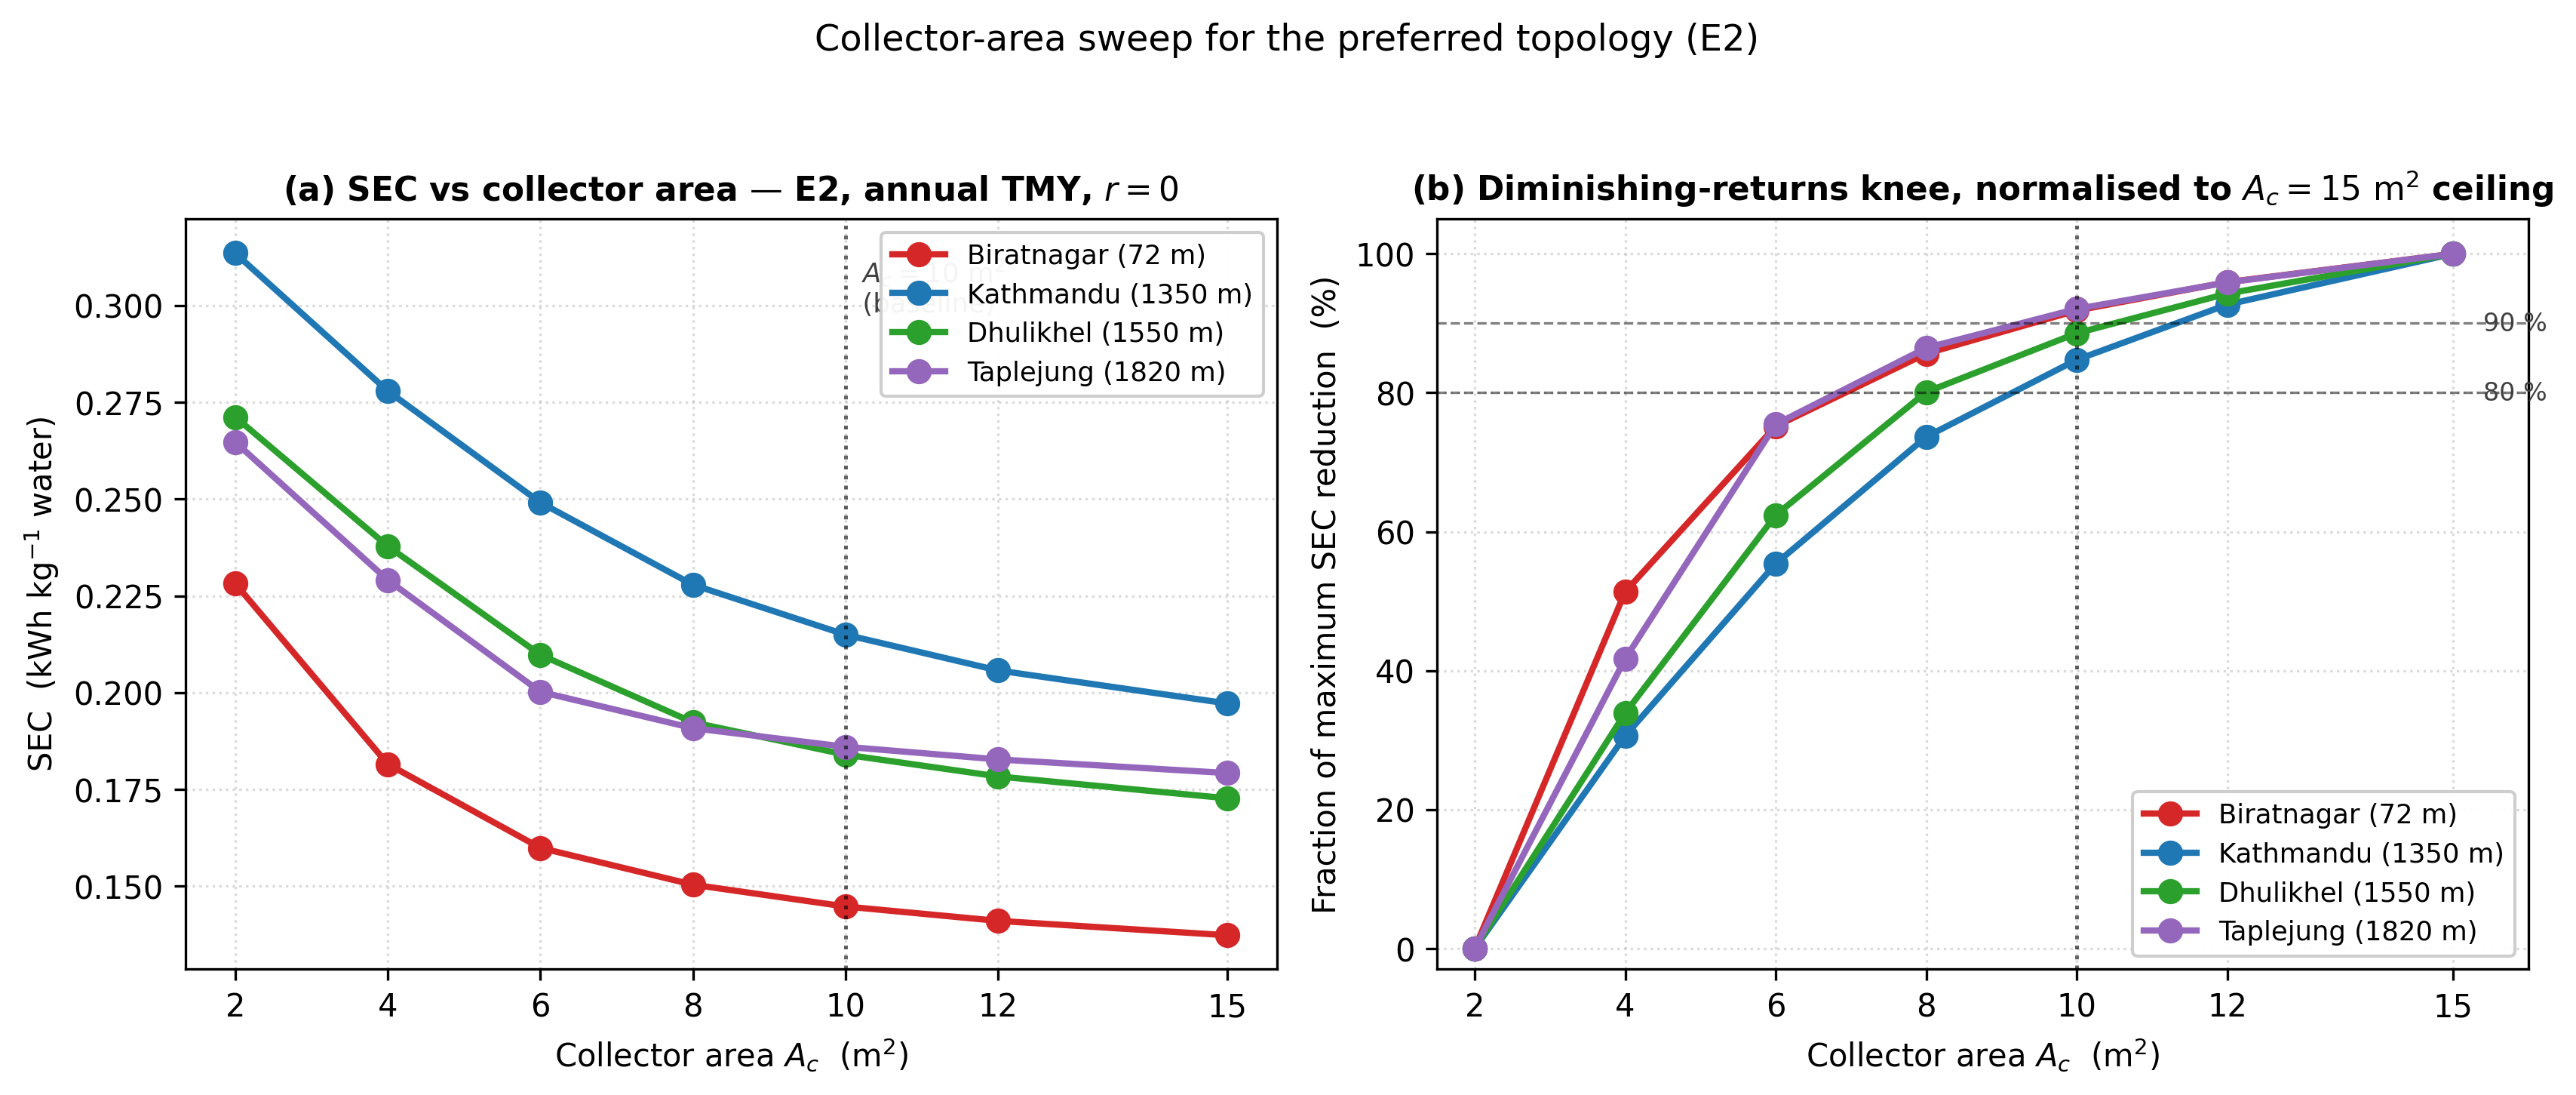 Collector-area sweep for the preferred topology (E2)
(a) SEC vs collector area — E2, annual TMY, r = 0
SEC (kWh kg⁻¹ water)
0.300
0.275
0.250
0.225
0.200
0.175
0.150
A_c = 10 m²
(baseline)
Biratnagar (72 m)
Kathmandu (1350 m)
Dhulikhel (1550 m)
Taplejung (1820 m)
2 4 6 8 10 12 15
Collector area A_c (m²)
(b) Diminishing-returns knee, normalised to A_c = 15 m² ceiling
Fraction of maximum SEC reduction (%)
100
80
60
40
20
0
90 %
80 %
Biratnagar (72 m)
Kathmandu (1350 m)
Dhulikhel (1550 m)
Taplejung (1820 m)
2 4 6 8 10 12 15
Collector area A_c (m²)